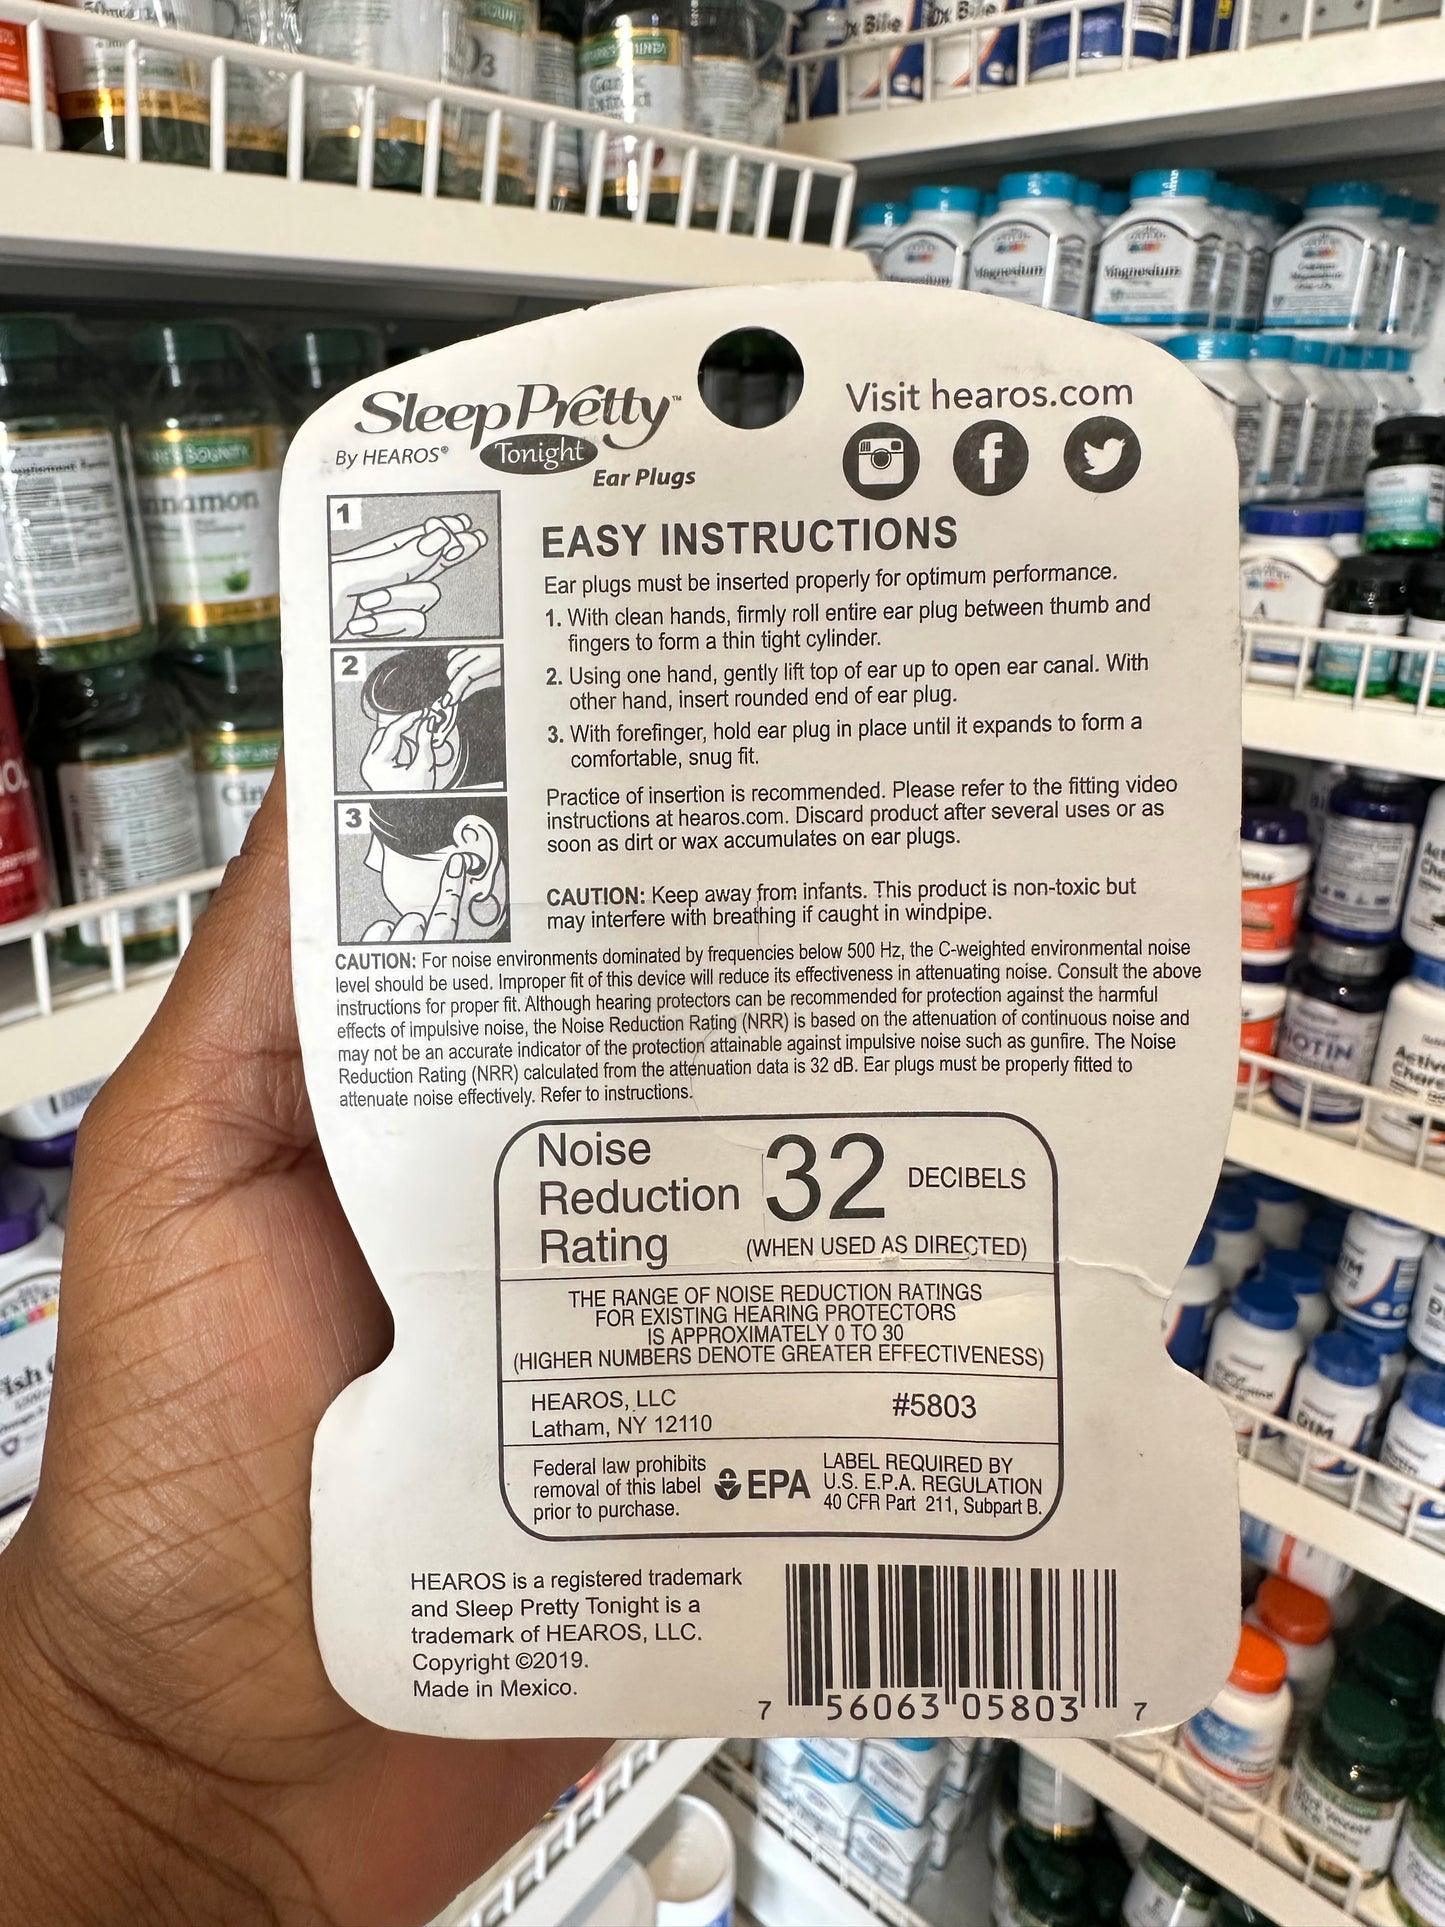 Sleep Pretty™
By HEAROS® Tonight
Ear Plugs
Visit hearos.com
1
2
3
EASY INSTRUCTIONS
Ear plugs must be inserted properly for optimum performance.
1. With clean hands, firmly roll entire ear plug between thumb and
fingers to form a thin tight cylinder.
2. Using one hand, gently lift top of ear up to open ear canal. With
other hand, insert rounded end of ear plug.
3. With forefinger, hold ear plug in place until it expands to form a
comfortable, snug fit.
Practice of insertion is recommended. Please refer to the fitting video
instructions at hearos.com. Discard product after several uses or as
soon as dirt or wax accumulates on ear plugs.
CAUTION: Keep away from infants. This product is non-toxic but
may interfere with breathing if caught in windpipe.
CAUTION: For noise environments dominated by frequencies below 500 Hz, the C-weighted environmental noise
level should be used. Improper fit of this device will reduce its effectiveness in attenuating noise. Consult the above
instructions for proper fit. Although hearing protectors can be recommended for protection against the harmful
effects of impulsive noise, the Noise Reduction Rating (NRR) is based on the attenuation of continuous noise and
may not be an accurate indicator of the protection attainable against impulsive noise such as gunfire. The Noise
Reduction Rating (NRR) calculated from the attenuation data is 32 dB. Ear plugs must be properly fitted to
attenuate noise effectively. Refer to instructions.
Noise
Reduction
Rating
32 DECIBELS
(WHEN USED AS DIRECTED)
THE RANGE OF NOISE REDUCTION RATINGS
FOR EXISTING HEARING PROTECTORS
IS APPROXIMATELY 0 TO 30
(HIGHER NUMBERS DENOTE GREATER EFFECTIVENESS)
HEAROS, LLC
Latham, NY 12110
#5803
Federal law prohibits
removal of this label
prior to purchase.
EPA
LABEL REQUIRED BY
U.S. E.P.A. REGULATION
40 CFR Part 211, Subpart B.
HEAROS is a registered trademark
and Sleep Pretty Tonight is a
trademark of HEAROS, LLC.
Copyright ©2019.
Made in Mexico.
7 56063 05803 7
Magnesium
Magnesium
Garlic
Extract
DIM